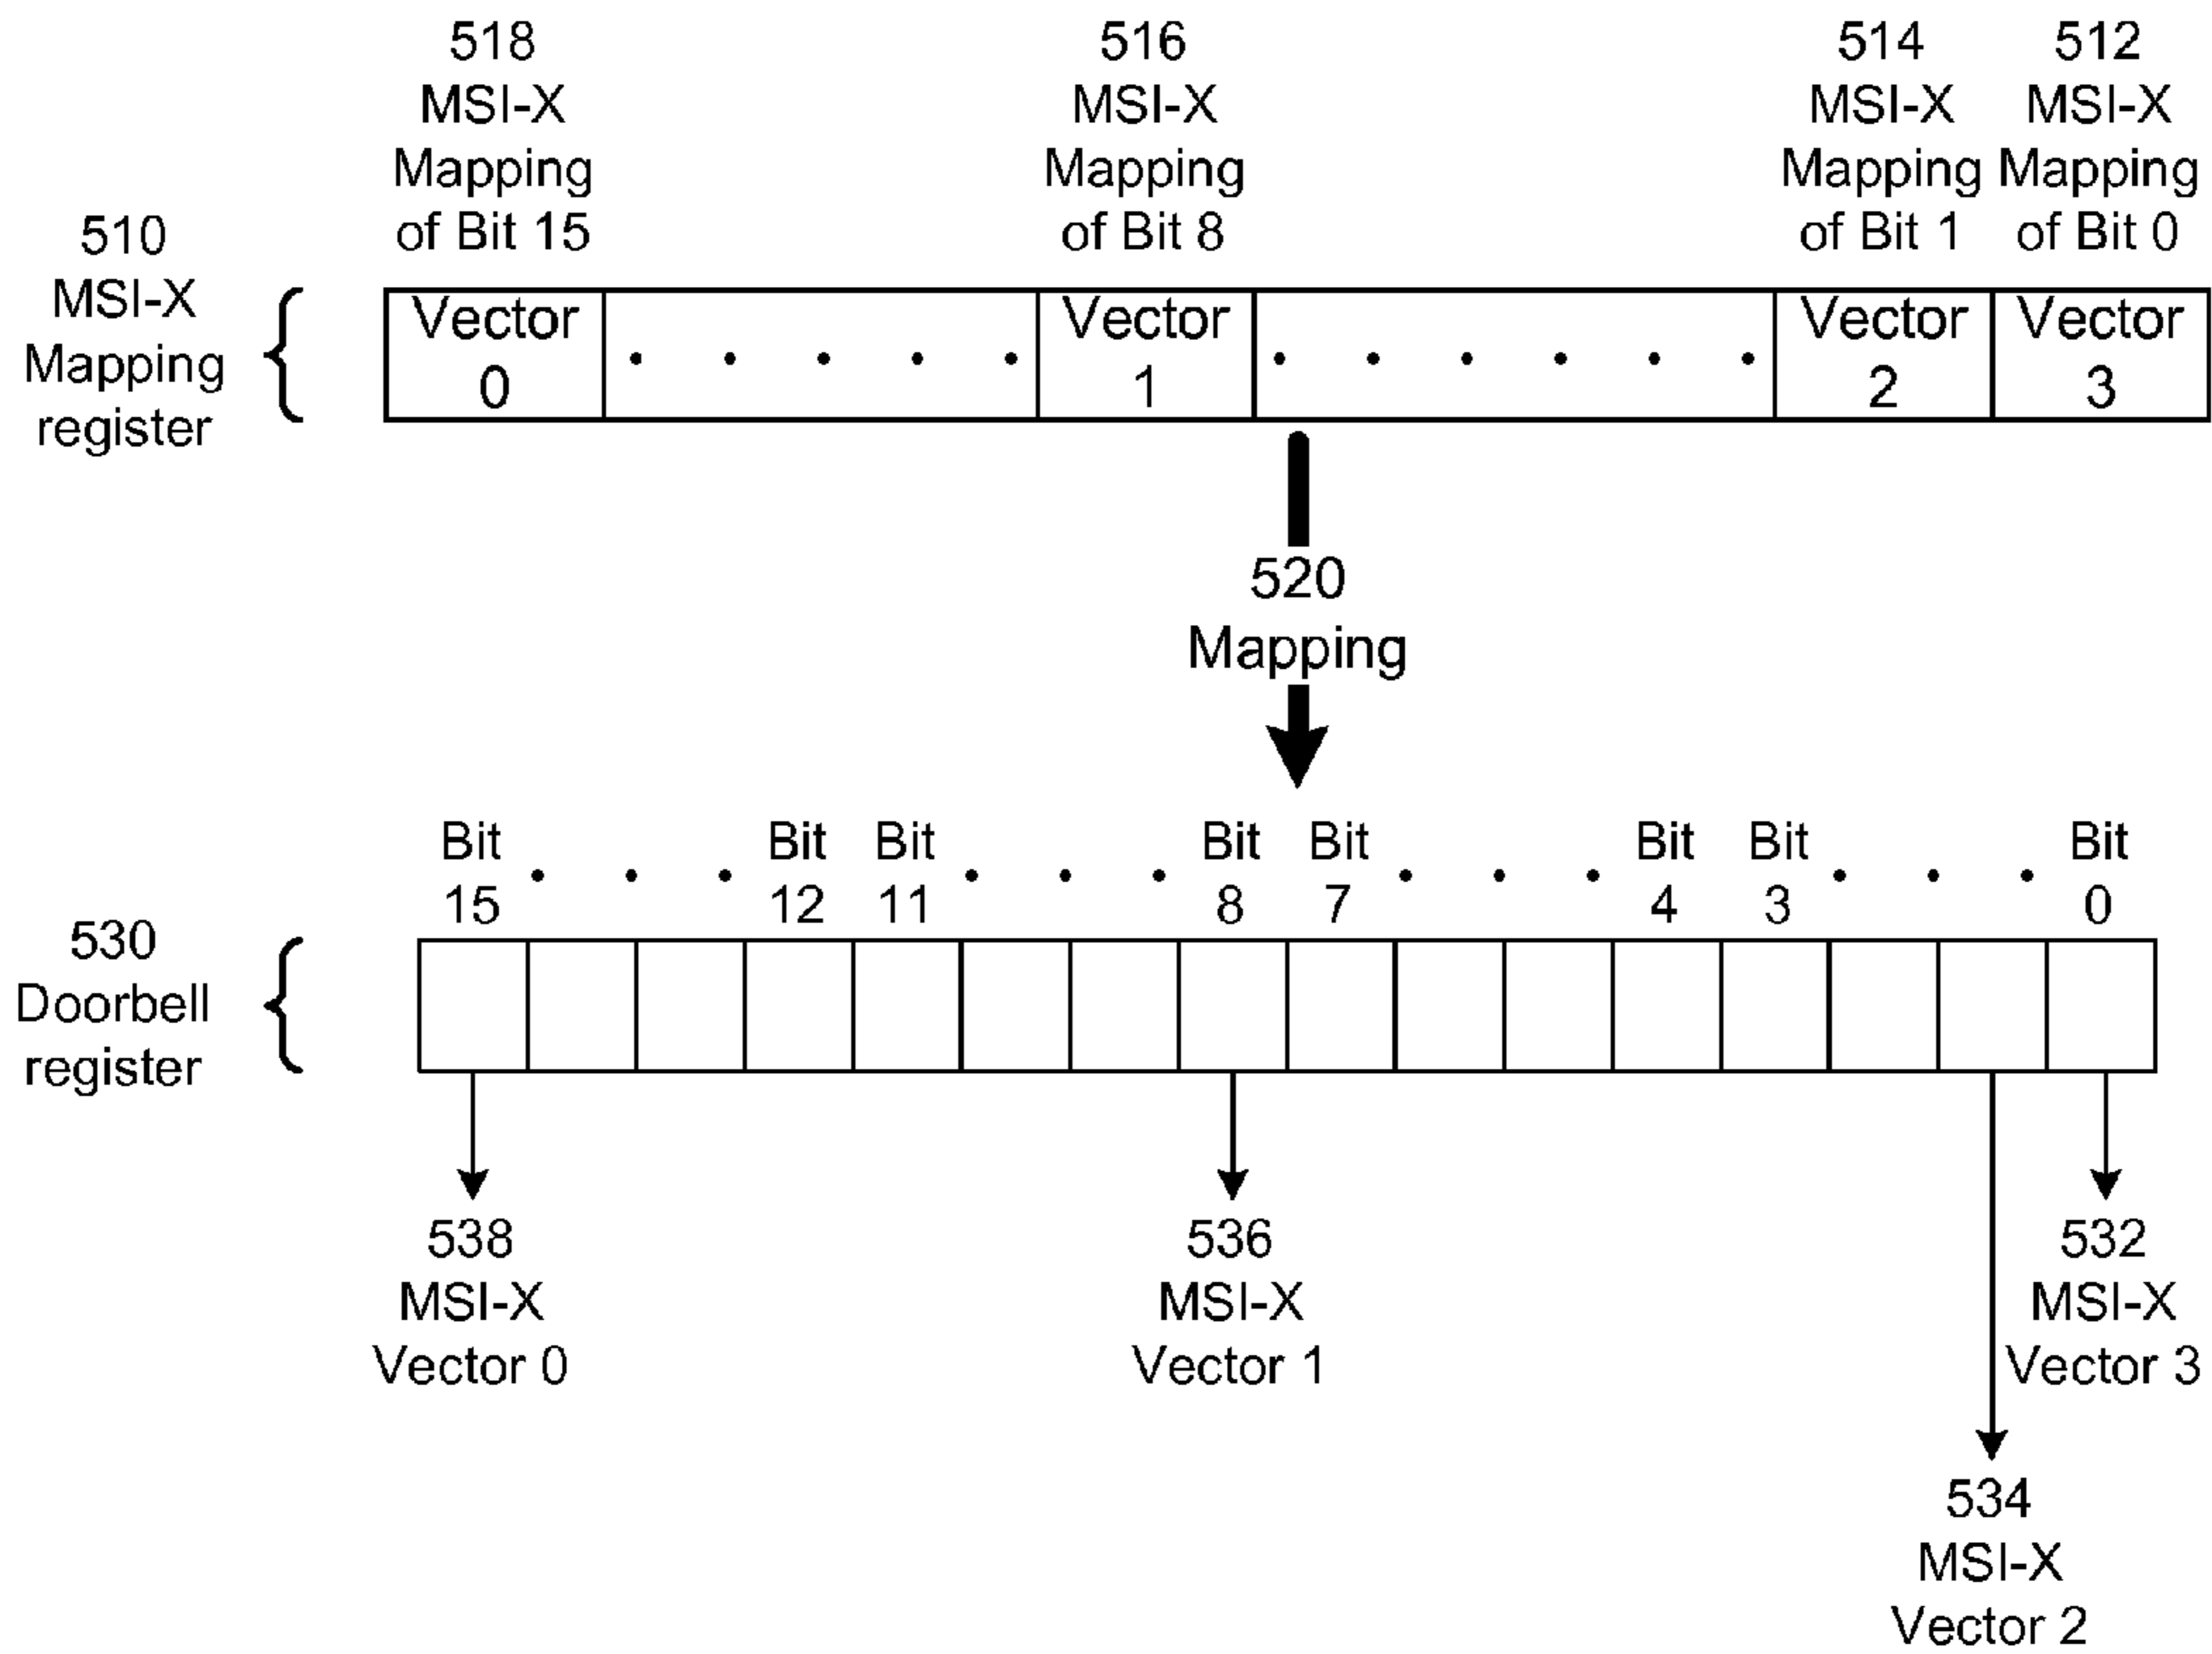 518
MSI-X
Mapping
of Bit 15
516
MSI-X
Mapping
of Bit 8
514
MSI-X
Mapping
of Bit 1
512
MSI-X
Mapping
of Bit 0
510
MSI-X
Mapping
register
Vector
0
Vector
1
Vector
2
Vector
3
520
Mapping
Bit
15
Bit
12
Bit
11
Bit
8
Bit
7
Bit
4
Bit
3
Bit
0
530
Doorbell
register
538
MSI-X
Vector 0
536
MSI-X
Vector 1
532
MSI-X
Vector 3
534
MSI-X
Vector 2